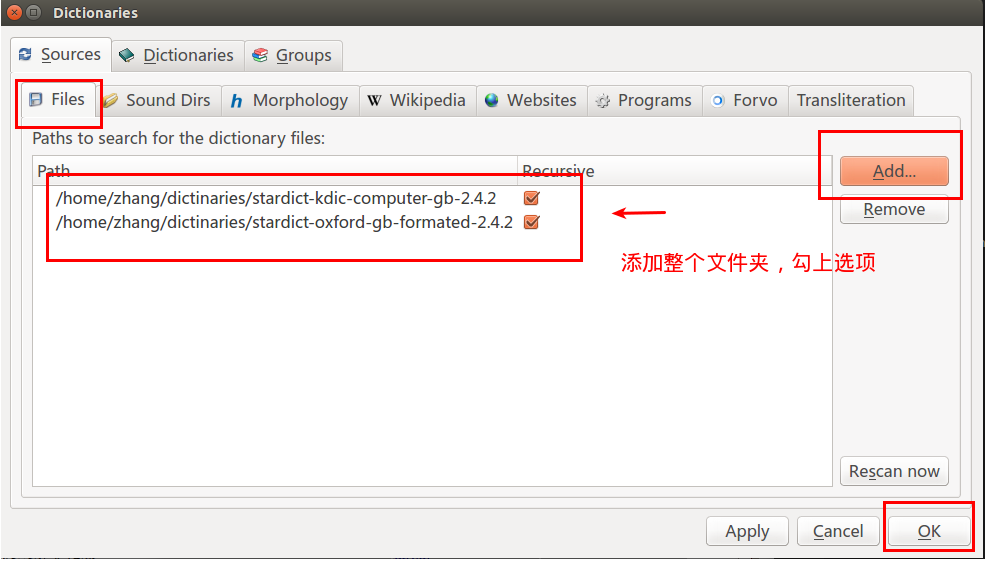 Dictionaries
Sources Dictionaries Groups
Files Sound Dirs Morphology Wikipedia Websites Programs Forvo Transliteration
Paths to search for the dictionary files:
Path Recursive Add...
/home/zhang/dictinaries/stardict-kdic-computer-gb-2.4.2
/home/zhang/dictinaries/stardict-oxford-gb-formated-2.4.2
Remove
添加整个文件夹，勾上选项
Rescan now
Apply Cancel OK